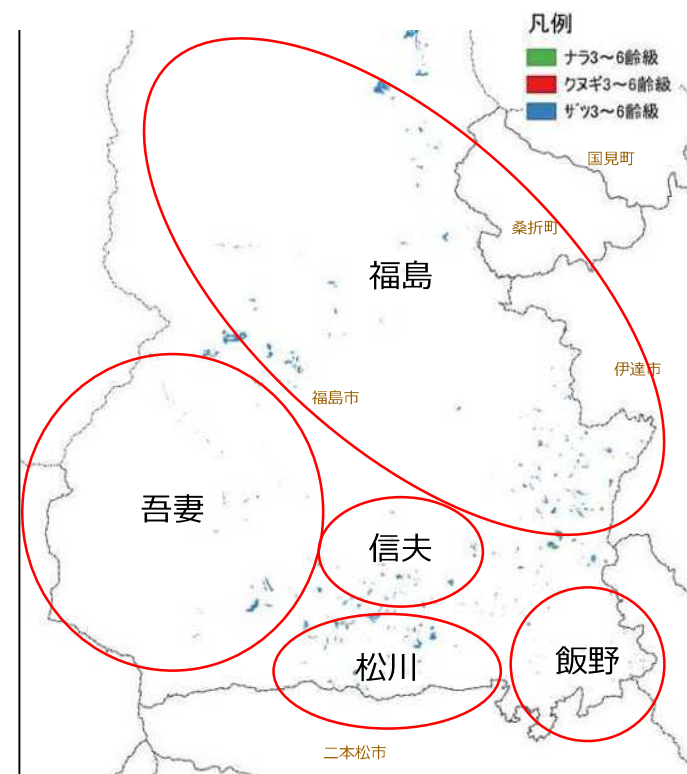 凡例
ナラ3～6齢級
クヌギ3～6齢級
ザツ3～6齢級
国見町
桑折町
福島
伊達市
福島市
吾妻
信夫
飯野
松川
二本松市